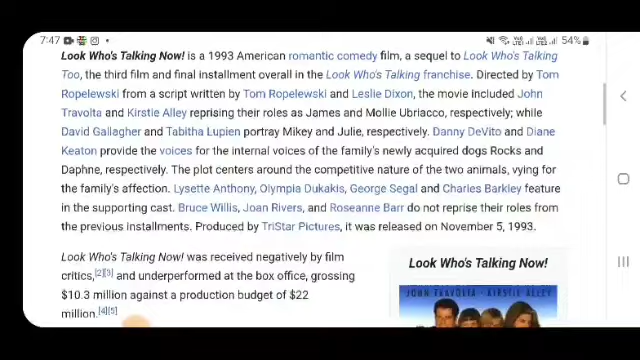 7:47 54%
Look Who's Talking Now! is a 1993 American romantic comedy film, a sequel to Look Who's Talking
Too, the third film and final installment overall in the Look Who's Talking franchise. Directed by Tom
Ropelewski from a script written by Tom Ropelewski and Leslie Dixon, the movie included John
Travolta and Kirstie Alley reprising their roles as James and Mollie Ubriacco, respectively; while
David Gallagher and Tabitha Lupien portray Mikey and Julie, respectively. Danny DeVito and Diane
Keaton provide the voices for the internal voices of the family's newly acquired dogs Rocks and
Daphne, respectively. The plot centers around the competitive nature of the two animals, vying for
the family's affection. Lysette Anthony, Olympia Dukakis, George Segal and Charles Barkley feature
in the supporting cast. Bruce Willis, Joan Rivers, and Roseanne Barr do not reprise their roles from
the previous installments. Produced by TriStar Pictures, it was released on November 5, 1993.
Look Who's Talking Now! was received negatively by film
critics,[2][3] and underperformed at the box office, grossing
$10.3 million against a production budget of $22
million.[4][5]
Look Who's Talking Now!
JOHN TRAVOLTA · KIRSTIE ALLEY